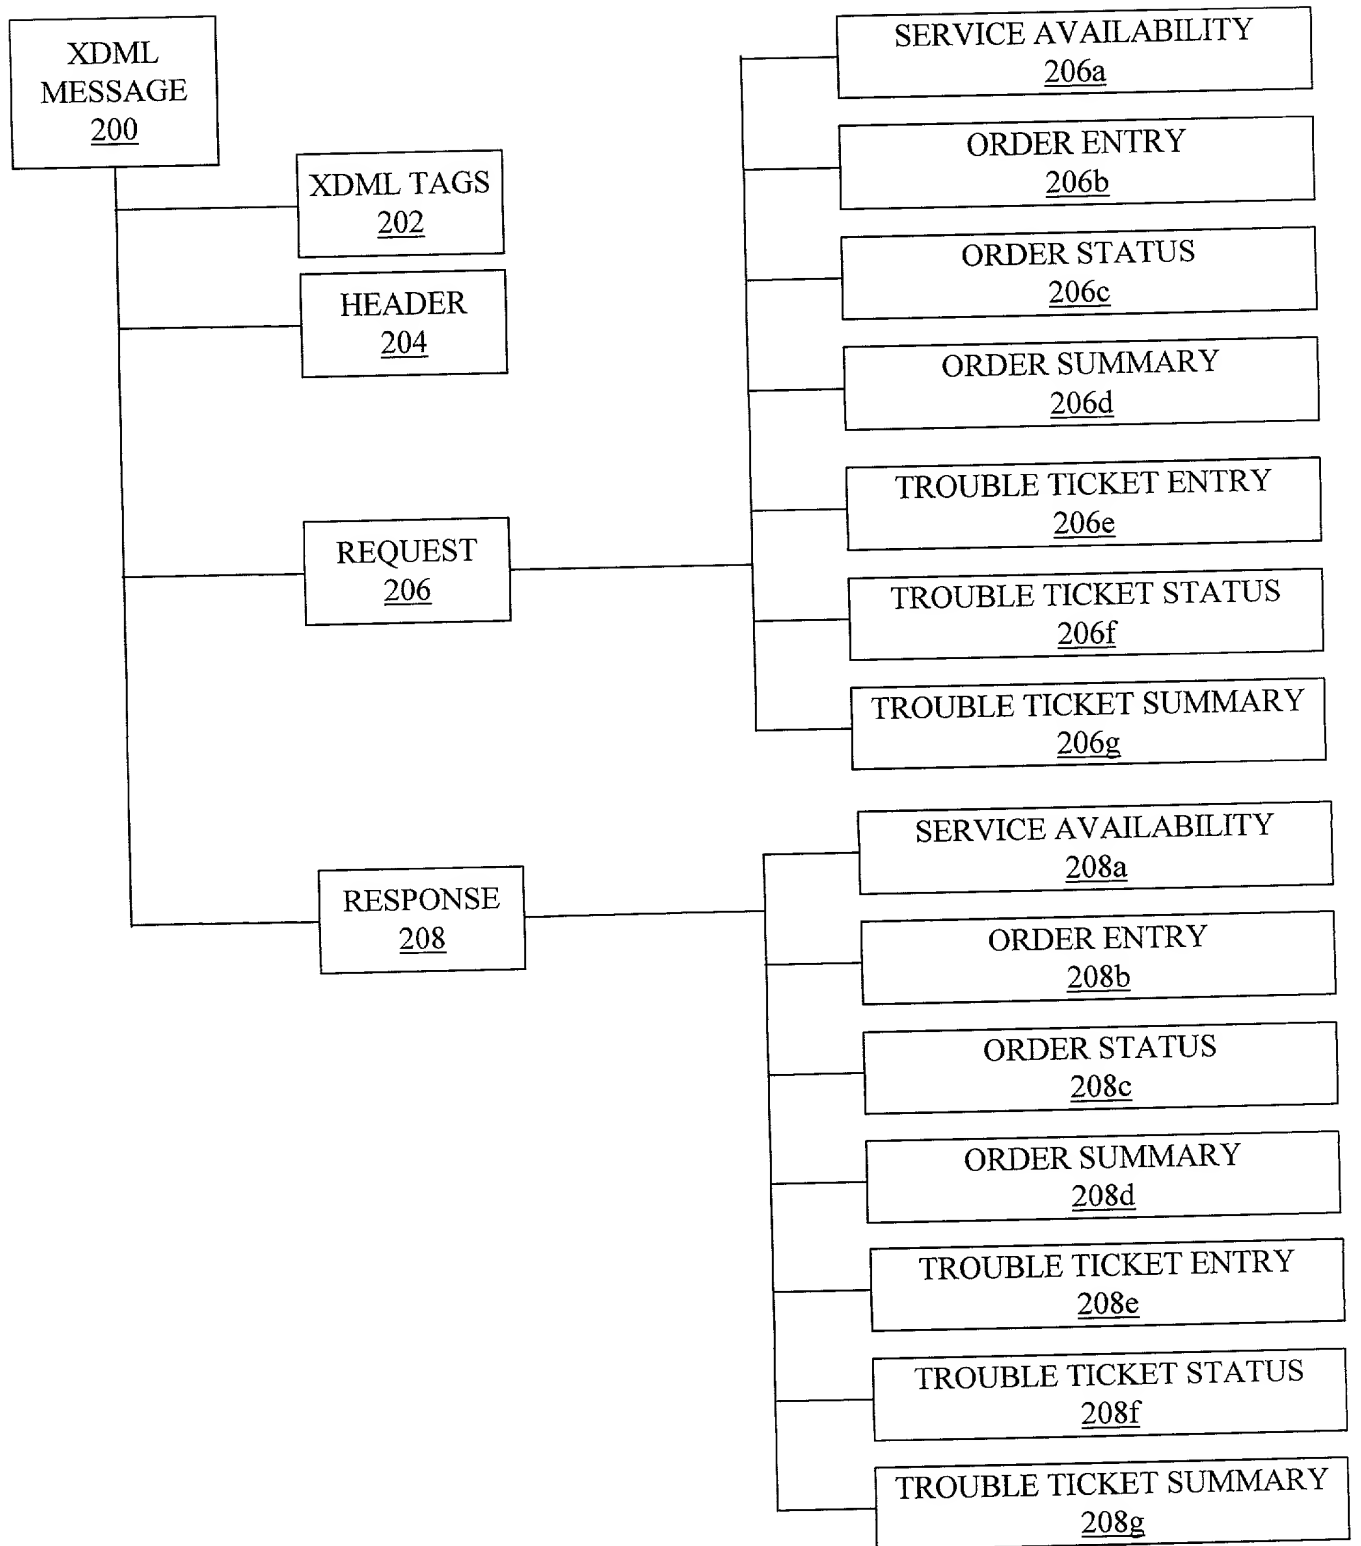 XDML
MESSAGE
200
XDML TAGS
202
HEADER
204
REQUEST
206
SERVICE AVAILABILITY
206a
ORDER ENTRY
206b
ORDER STATUS
206c
ORDER SUMMARY
206d
TROUBLE TICKET ENTRY
206e
TROUBLE TICKET STATUS
206f
TROUBLE TICKET SUMMARY
206g
RESPONSE
208
SERVICE AVAILABILITY
208a
ORDER ENTRY
208b
ORDER STATUS
208c
ORDER SUMMARY
208d
TROUBLE TICKET ENTRY
208e
TROUBLE TICKET STATUS
208f
TROUBLE TICKET SUMMARY
208g